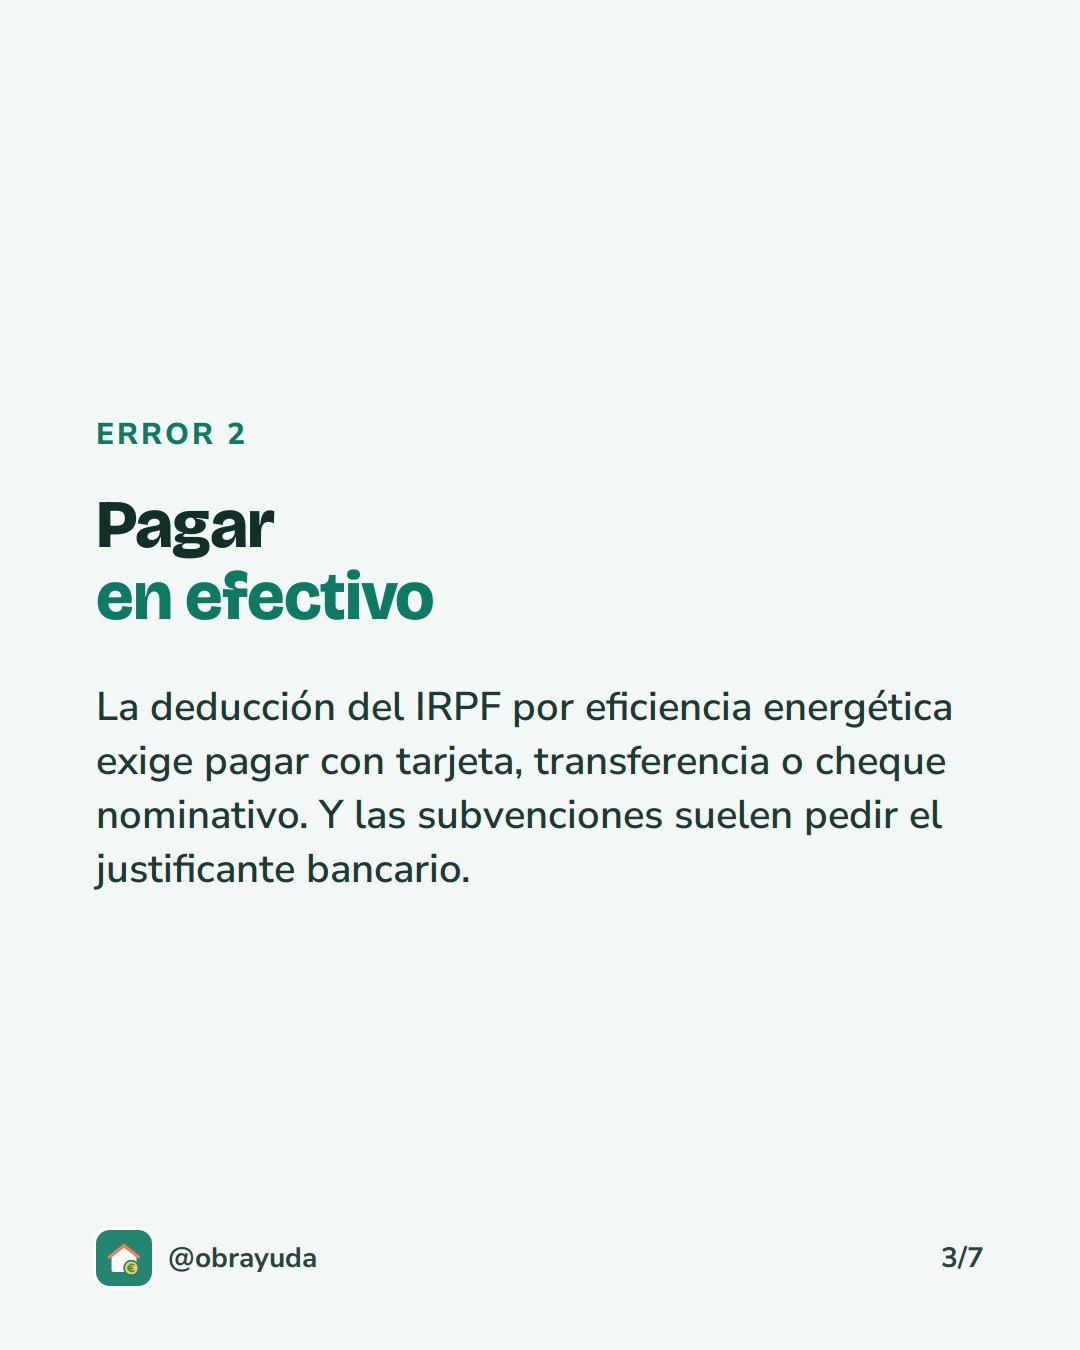 ERROR 2
Pagar
en efectivo
La deducción del IRPF por eficiencia energética
exige pagar con tarjeta, transferencia o cheque
nominativo. Y las subvenciones suelen pedir el
justificante bancario.
€
@obrayuda
3/7